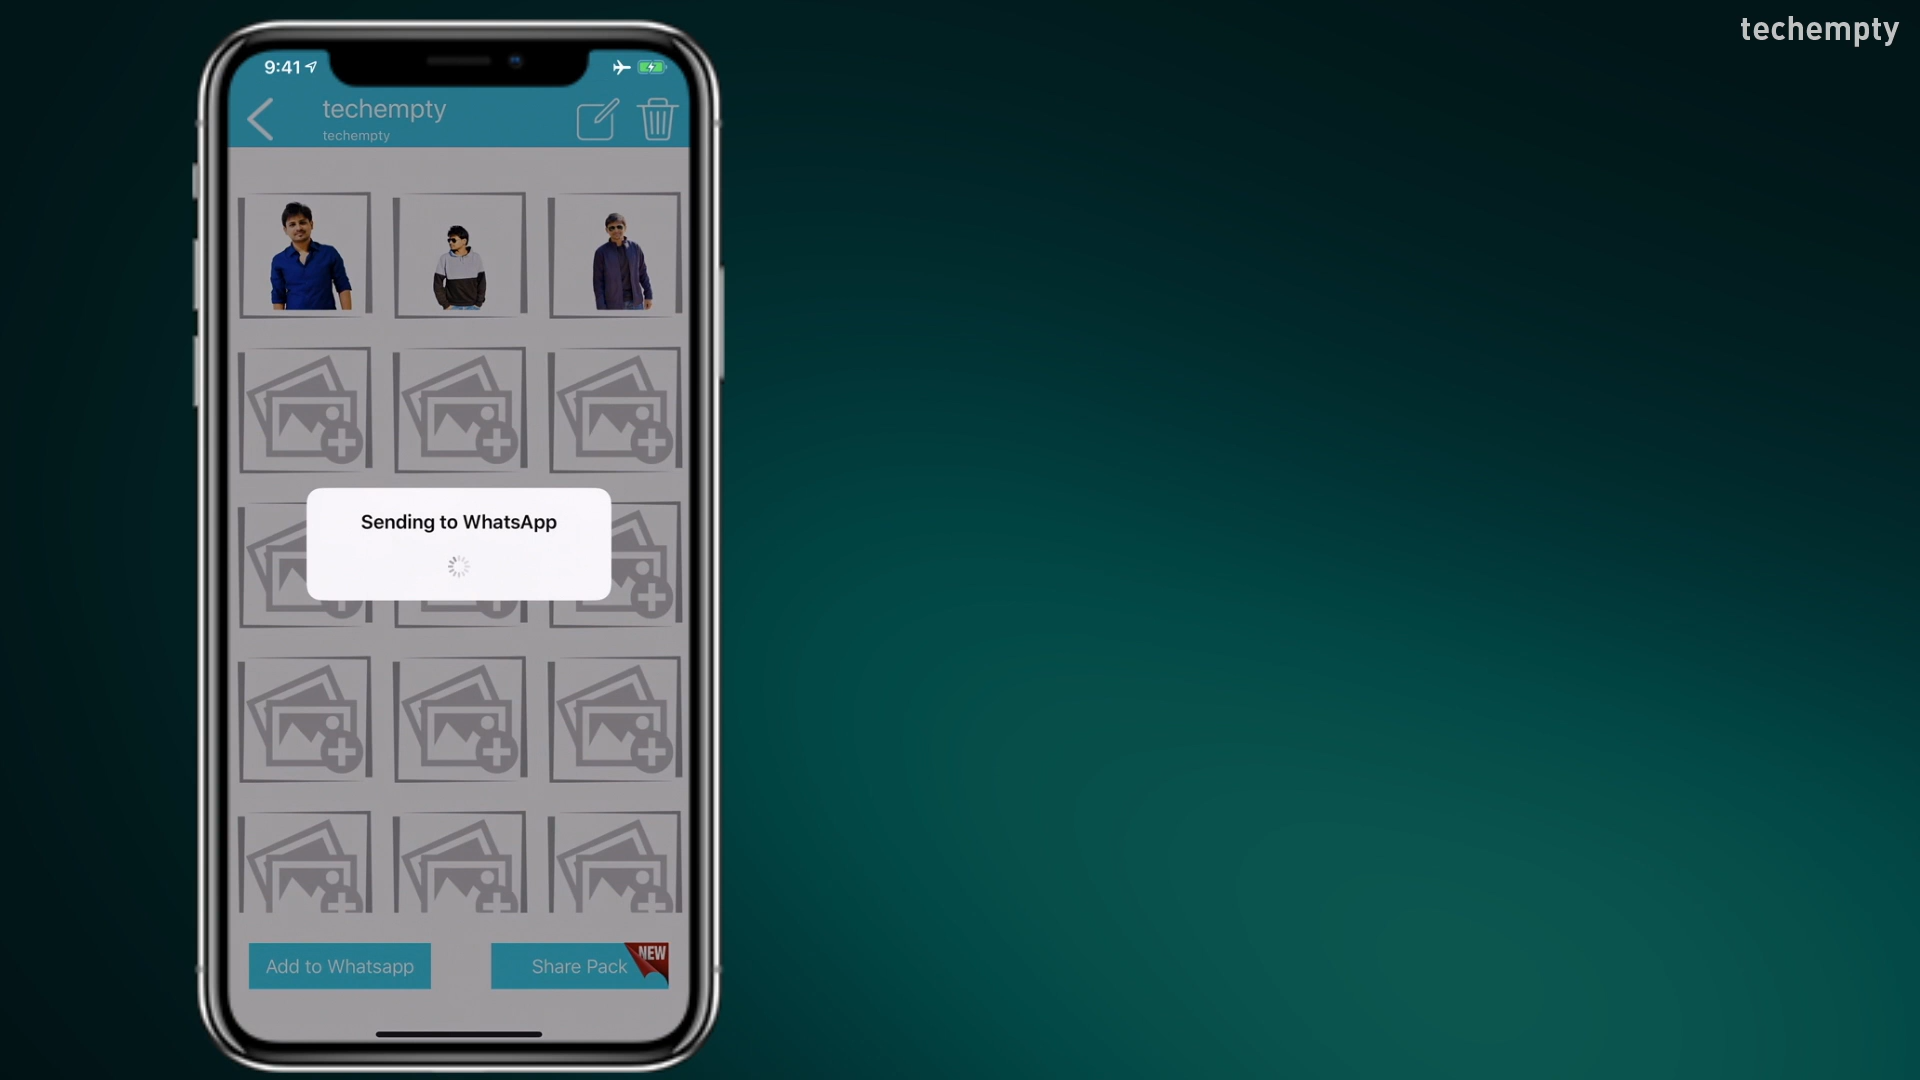 techempty
9:41
techempty
techempty
Sending to WhatsApp
Add to Whatsapp
Share Pack
NEW